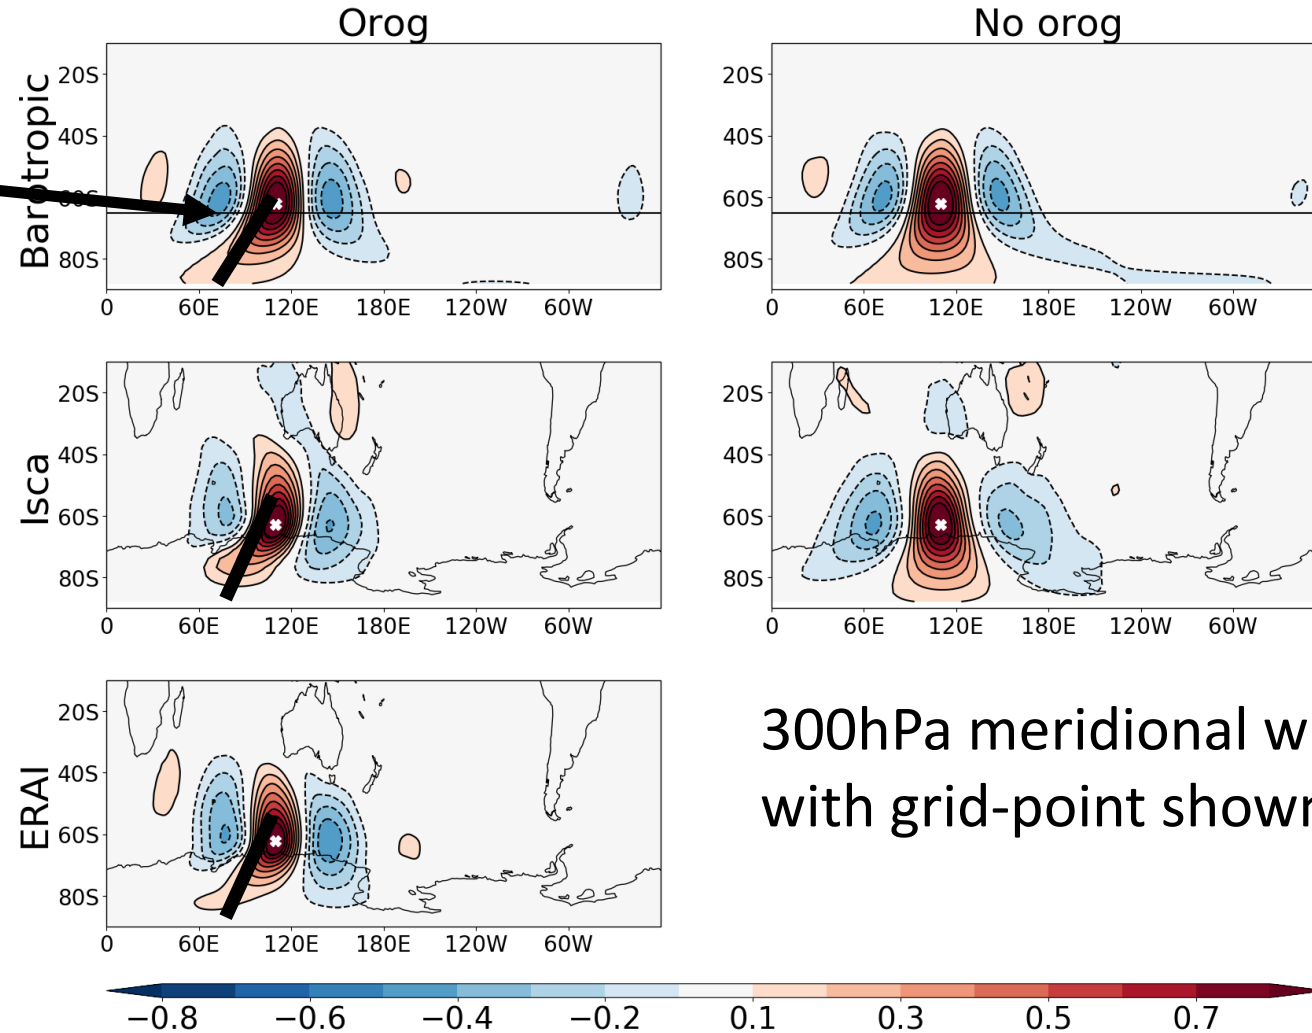 Orog
No orog
Barotropic
20S
40S
60S
80S
0 60E 120E 180E 120W 60W
20S
40S
60S
80S
0 60E 120E 180E 120W 60W
Isca
20S
40S
60S
80S
0 60E 120E 180E 120W 60W
20S
40S
60S
80S
0 60E 120E 180E 120W 60W
ERAI
20S
40S
60S
80S
0 60E 120E 180E 120W 60W
300hPa meridional w
with grid-point shown
−0.8 −0.6 −0.4 −0.2 0.1 0.3 0.5 0.7